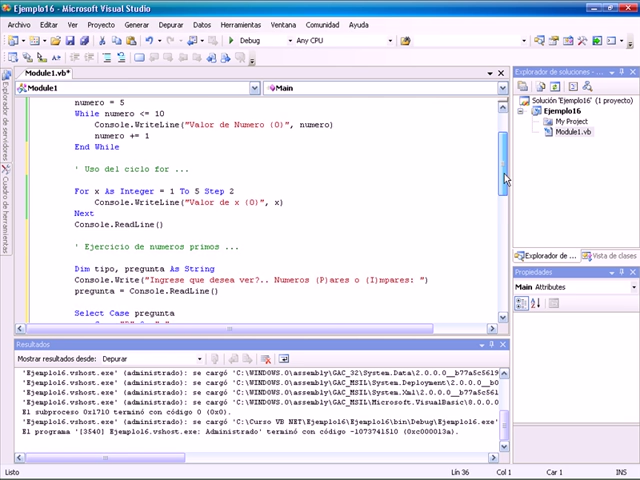 Ejemplo16 - Microsoft Visual Studio
Archivo Editar Ver Proyecto Generar Depurar Datos Herramientas Ventana Comunidad Ayuda
Debug Any CPU
Module1.vb*
Module1 Main
numero = 5
While numero <= 10
Console.WriteLine("Valor de Numero {0}", numero)
numero += 1
End While
' Uso del ciclo for ...
For x As Integer = 1 To 5 Step 2
Console.WriteLine("Valor de x {0}", x)
Next
Console.ReadLine()
' Ejercicio de numeros primos ...
Dim tipo, pregunta As String
Console.Write("Ingrese que desea ver?.. Numeros (P)ares o (I)mpares: ")
pregunta = Console.ReadLine()
Select Case pregunta
Explorador de servidores
Cuadro de herramientas
Explorador de soluciones - ...
Solución 'Ejemplo16' (1 proyecto)
Ejemplo16
My Project
Module1.vb
Explorador de ... Vista de clases
Propiedades
Main Attributes
Resultados
Mostrar resultados desde: Depurar
'Ejemplo16.vshost.exe' (administrado): se cargó 'C:\WINDOWS.0\assembly\GAC_32\System.Data\2.0.0.0__b77a5c5619
'Ejemplo16.vshost.exe' (administrado): se cargó 'C:\WINDOWS.0\assembly\GAC_MSIL\System.Deployment\2.0.0.0__b
'Ejemplo16.vshost.exe' (administrado): se cargó 'C:\WINDOWS.0\assembly\GAC_MSIL\System.Xml\2.0.0.0__b77a5c561
'Ejemplo16.vshost.exe' (administrado): se cargó 'C:\WINDOWS.0\assembly\GAC_MSIL\Microsoft.VisualBasic\8.0.0.0
El subproceso 0x1710 terminó con código 0 (0x0).
'Ejemplo16.vshost.exe' (administrado): se cargó 'C:\Curso VB NET\Ejemplo16\Ejemplo16\bin\Debug\Ejemplo16.exe'
El programa '[3540] Ejemplo16.vshost.exe: Administrado' terminó con código -1073741510 (0xc000013a).
Listo Lín 36 Col 1 Car 1 INS